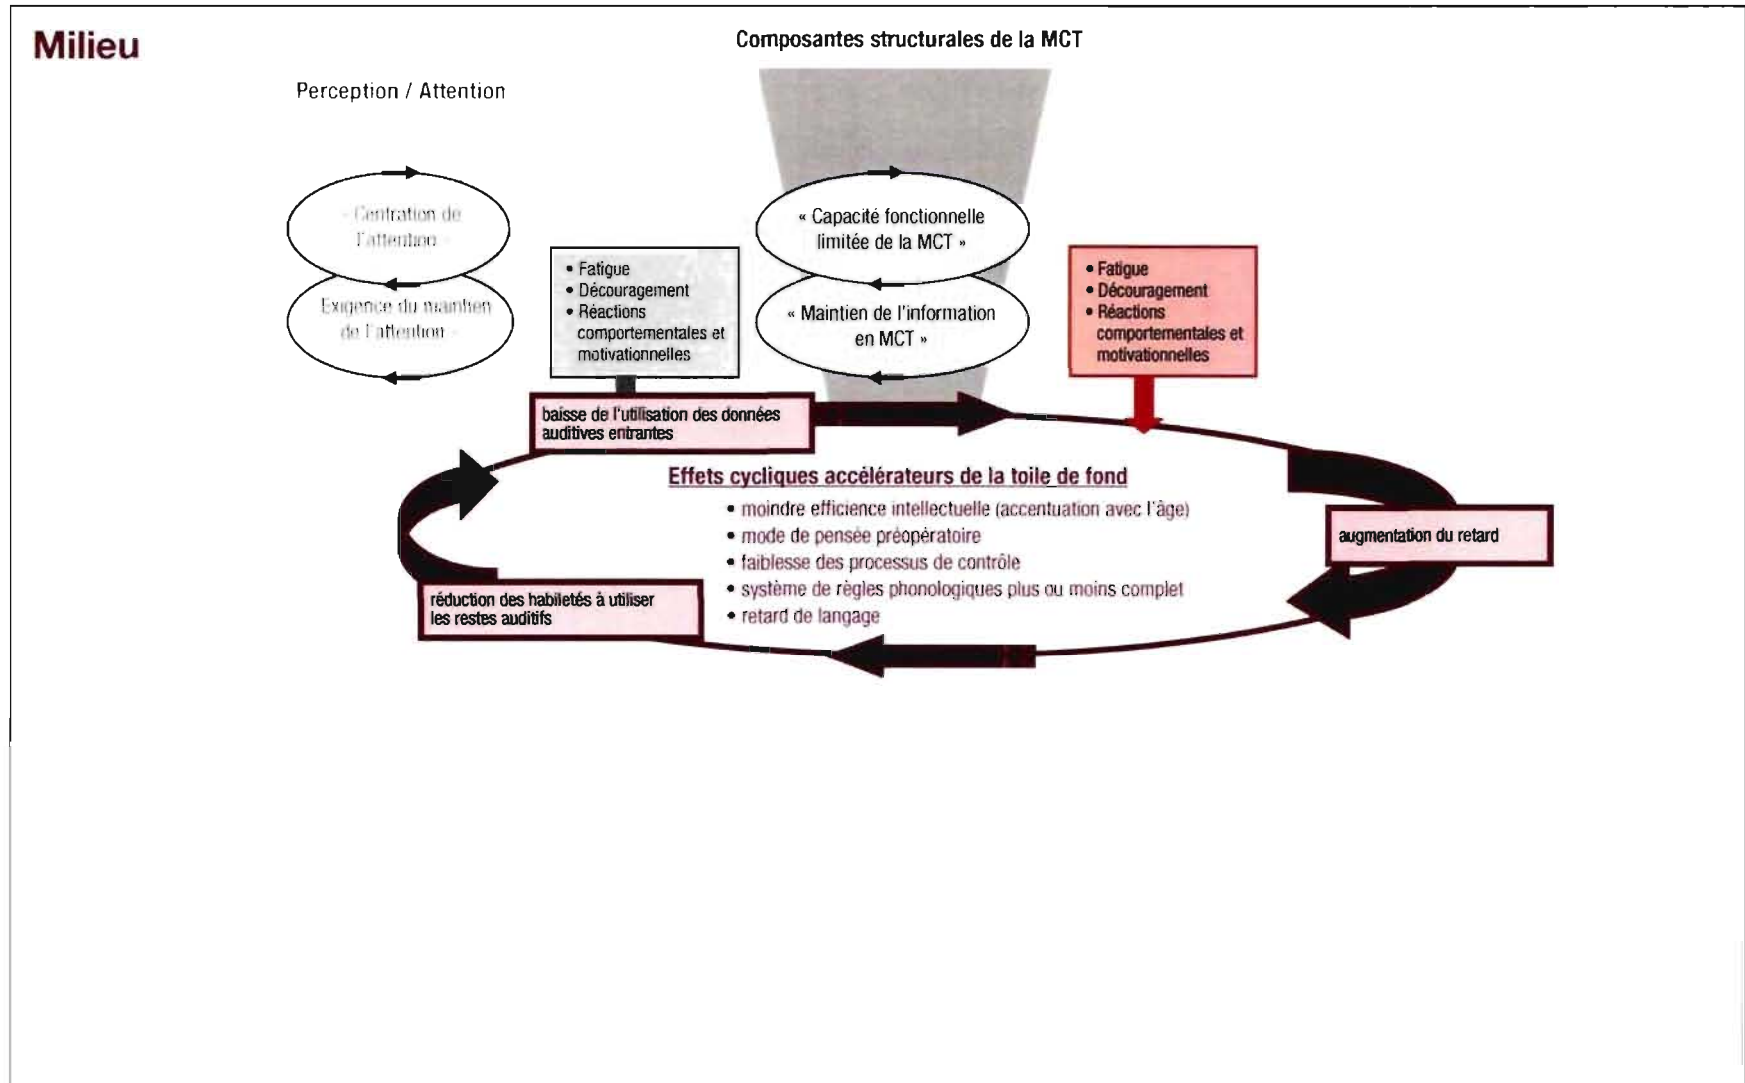 Milieu
Composantes structurales de la MCT
Perception / Attention
- Centration de
l'attention -
Exigence du maintien
de l'attention -
• Fatigue
• Découragement
• Réactions
comportementales et
motivationnelles
« Capacité fonctionnelle
limitée de la MCT »
« Maintien de l'information
en MCT »
• Fatigue
• Découragement
• Réactions
comportementales et
motivationnelles
baisse de l'utilisation des données
auditives entrantes
Effets cycliques accélérateurs de la toile de fond
• moindre efficience intellectuelle (accentuation avec l'âge)
• mode de pensée préopératoire
• faiblesse des processus de contrôle
• système de règles phonologiques plus ou moins complet
• retard de langage
augmentation du retard
réduction des habiletés à utiliser
les restes auditifs